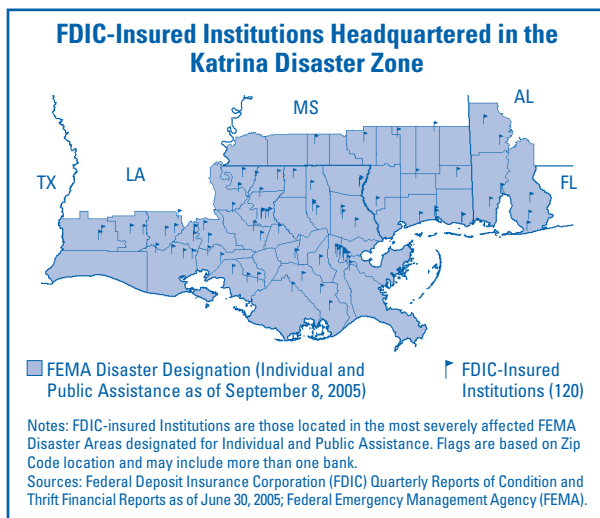 FDIC-Insured Institutions Headquartered in the
Katrina Disaster Zone
MS
AL
TX
LA
FL
FEMA Disaster Designation (Individual and
Public Assistance as of September 8, 2005)
FDIC-Insured
Institutions (120)
Notes: FDIC-insured Institutions are those located in the most severely affected FEMA
Disaster Areas designated for Individual and Public Assistance. Flags are based on Zip
Code location and may include more than one bank.
Sources: Federal Deposit Insurance Corporation (FDIC) Quarterly Reports of Condition and
Thrift Financial Reports as of June 30, 2005; Federal Emergency Management Agency (FEMA).